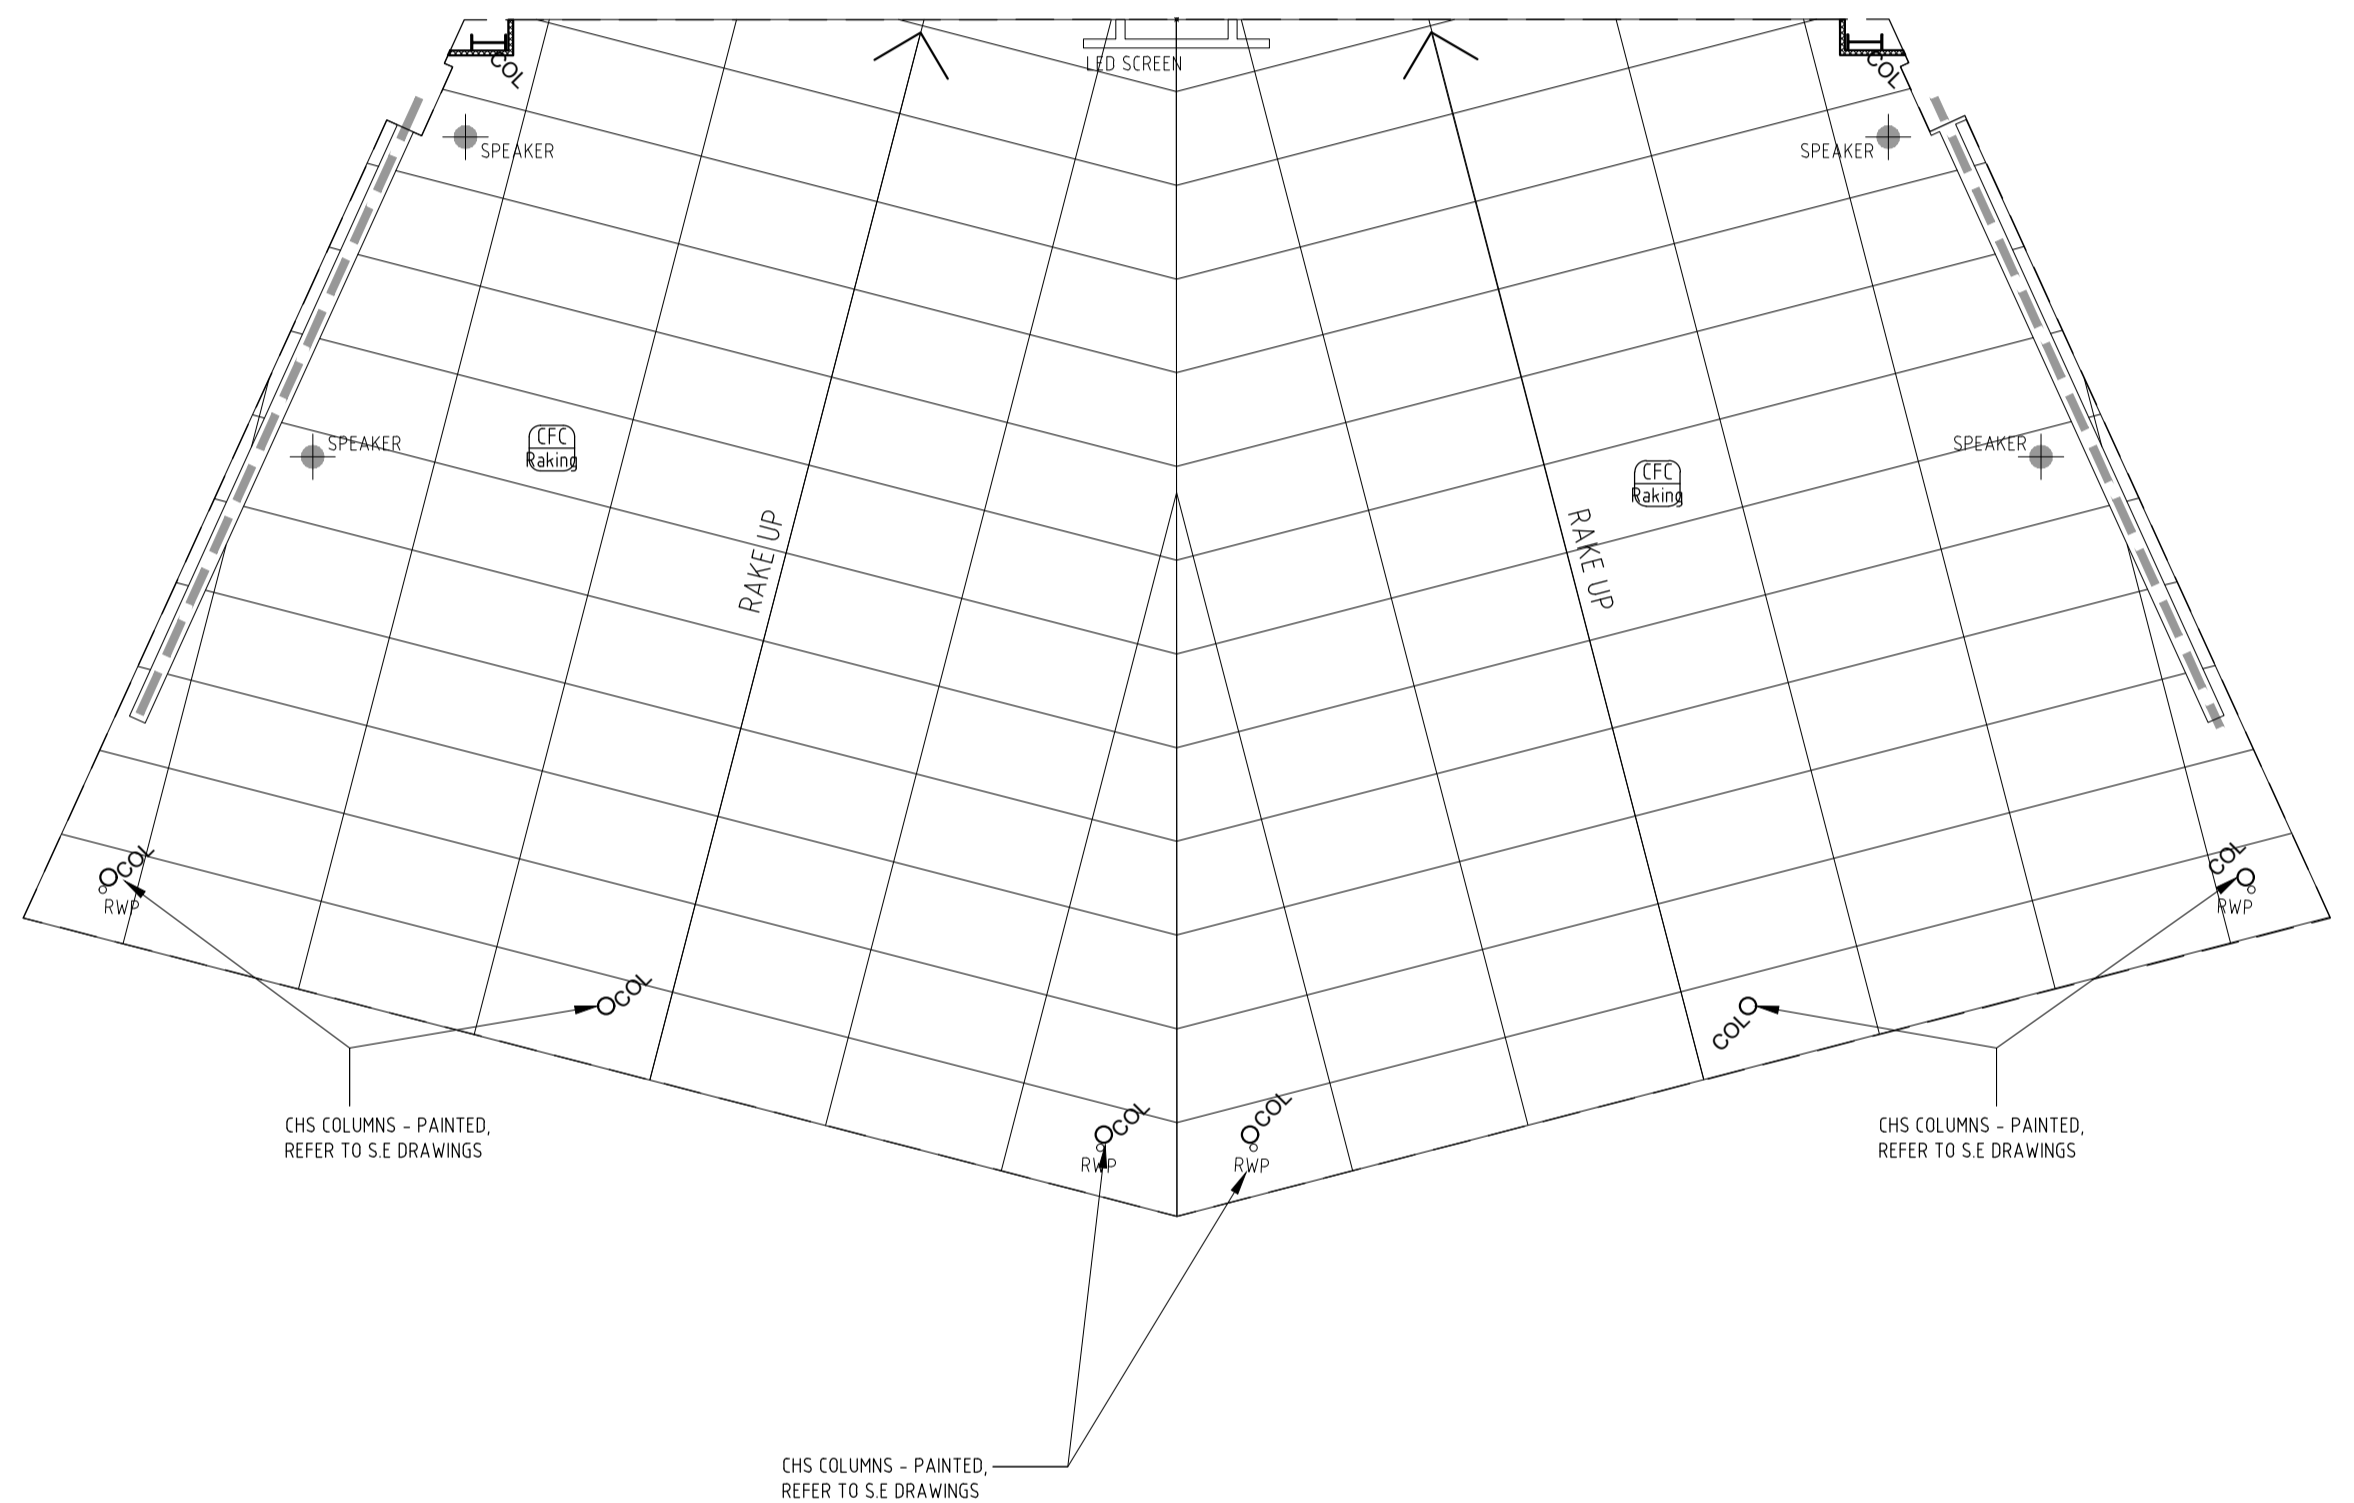 COL
LED SCREEN
COL
SPEAKER
SPEAKER
CFC
Raking
SPEAKER
SPEAKER
CFC
Raking
RAKE UP
RAKE UP
COL
RWP
COL
RWP
COL
COL
COL
RWP
COL
RWP
CHS COLUMNS - PAINTED,
REFER TO S.E DRAWINGS
CHS COLUMNS - PAINTED,
REFER TO S.E DRAWINGS
CHS COLUMNS - PAINTED,
REFER TO S.E DRAWINGS